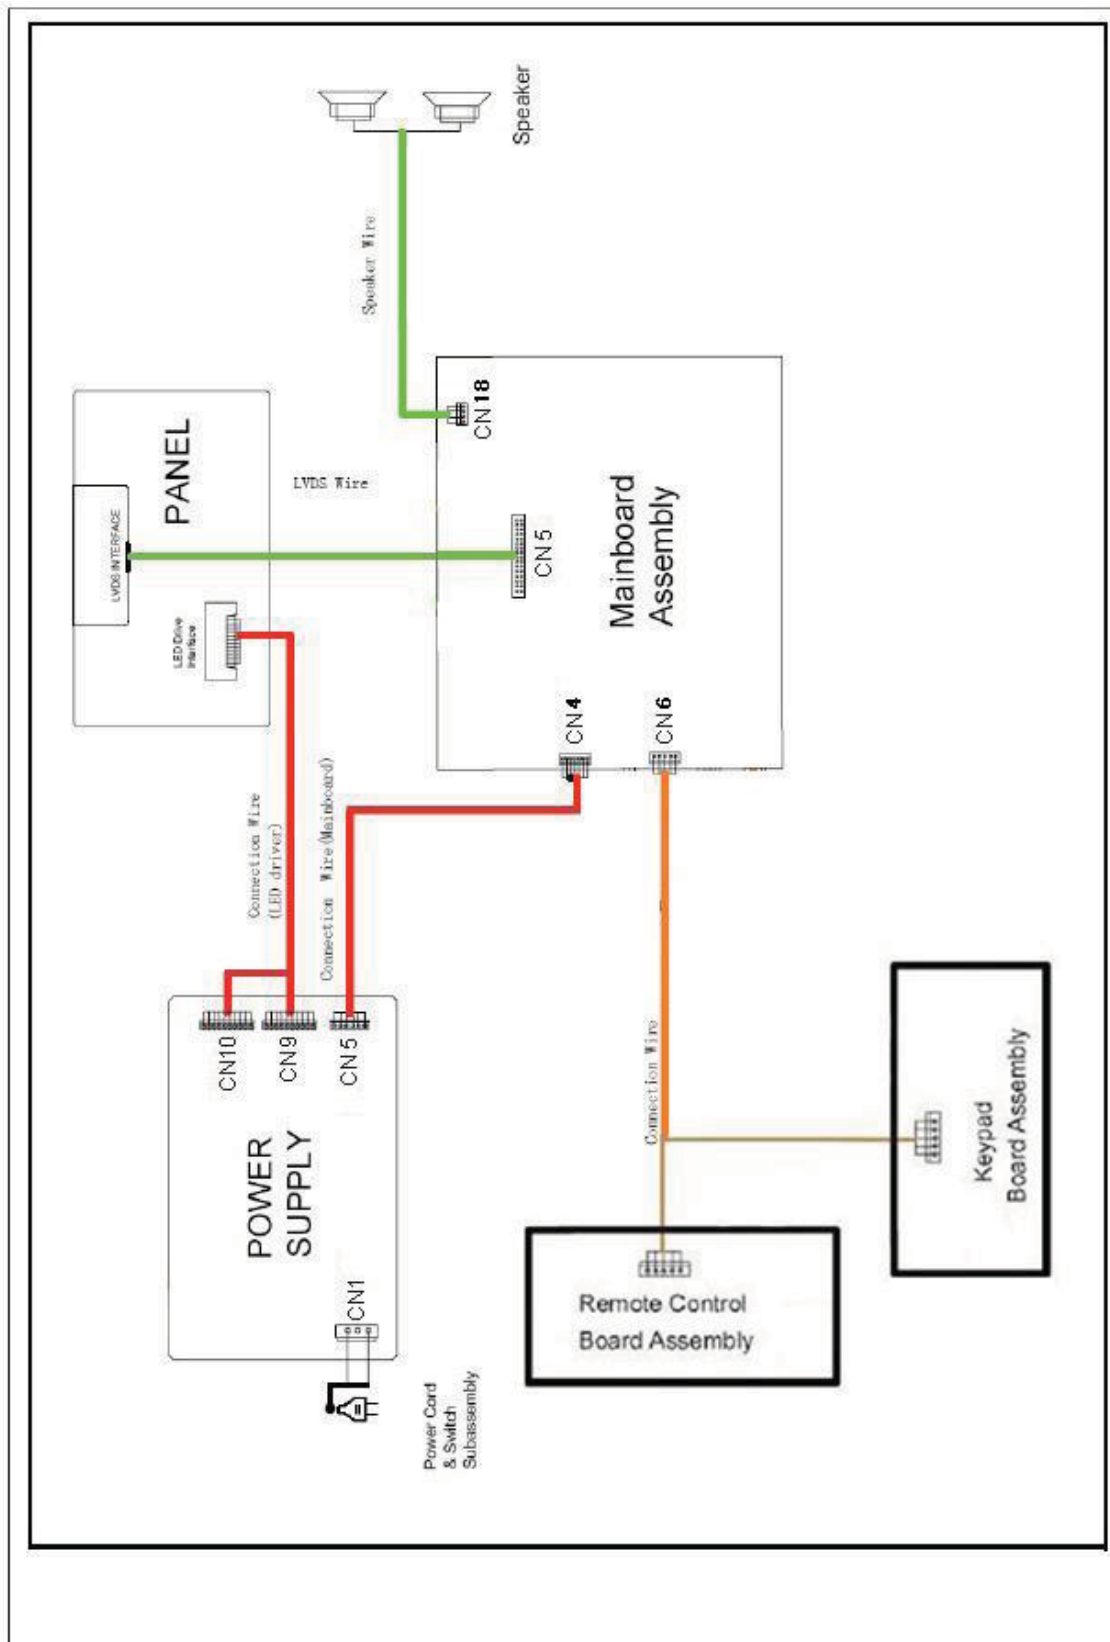 Speaker
Speaker Wire
PANEL
LVDS INTERFACE
LED Drive
Interface
LVDS Wire
CN18
CN5
Mainboard
Assembly
CN4
CN6
Connection Wire
(LED driver)
Connection Wire(Mainboard)
CN10
CN9
CN5
POWER
SUPPLY
CN1
Power Cord
& Switch
Subassembly
Connection Wire
Remote Control
Board Assembly
Keypad
Board Assembly